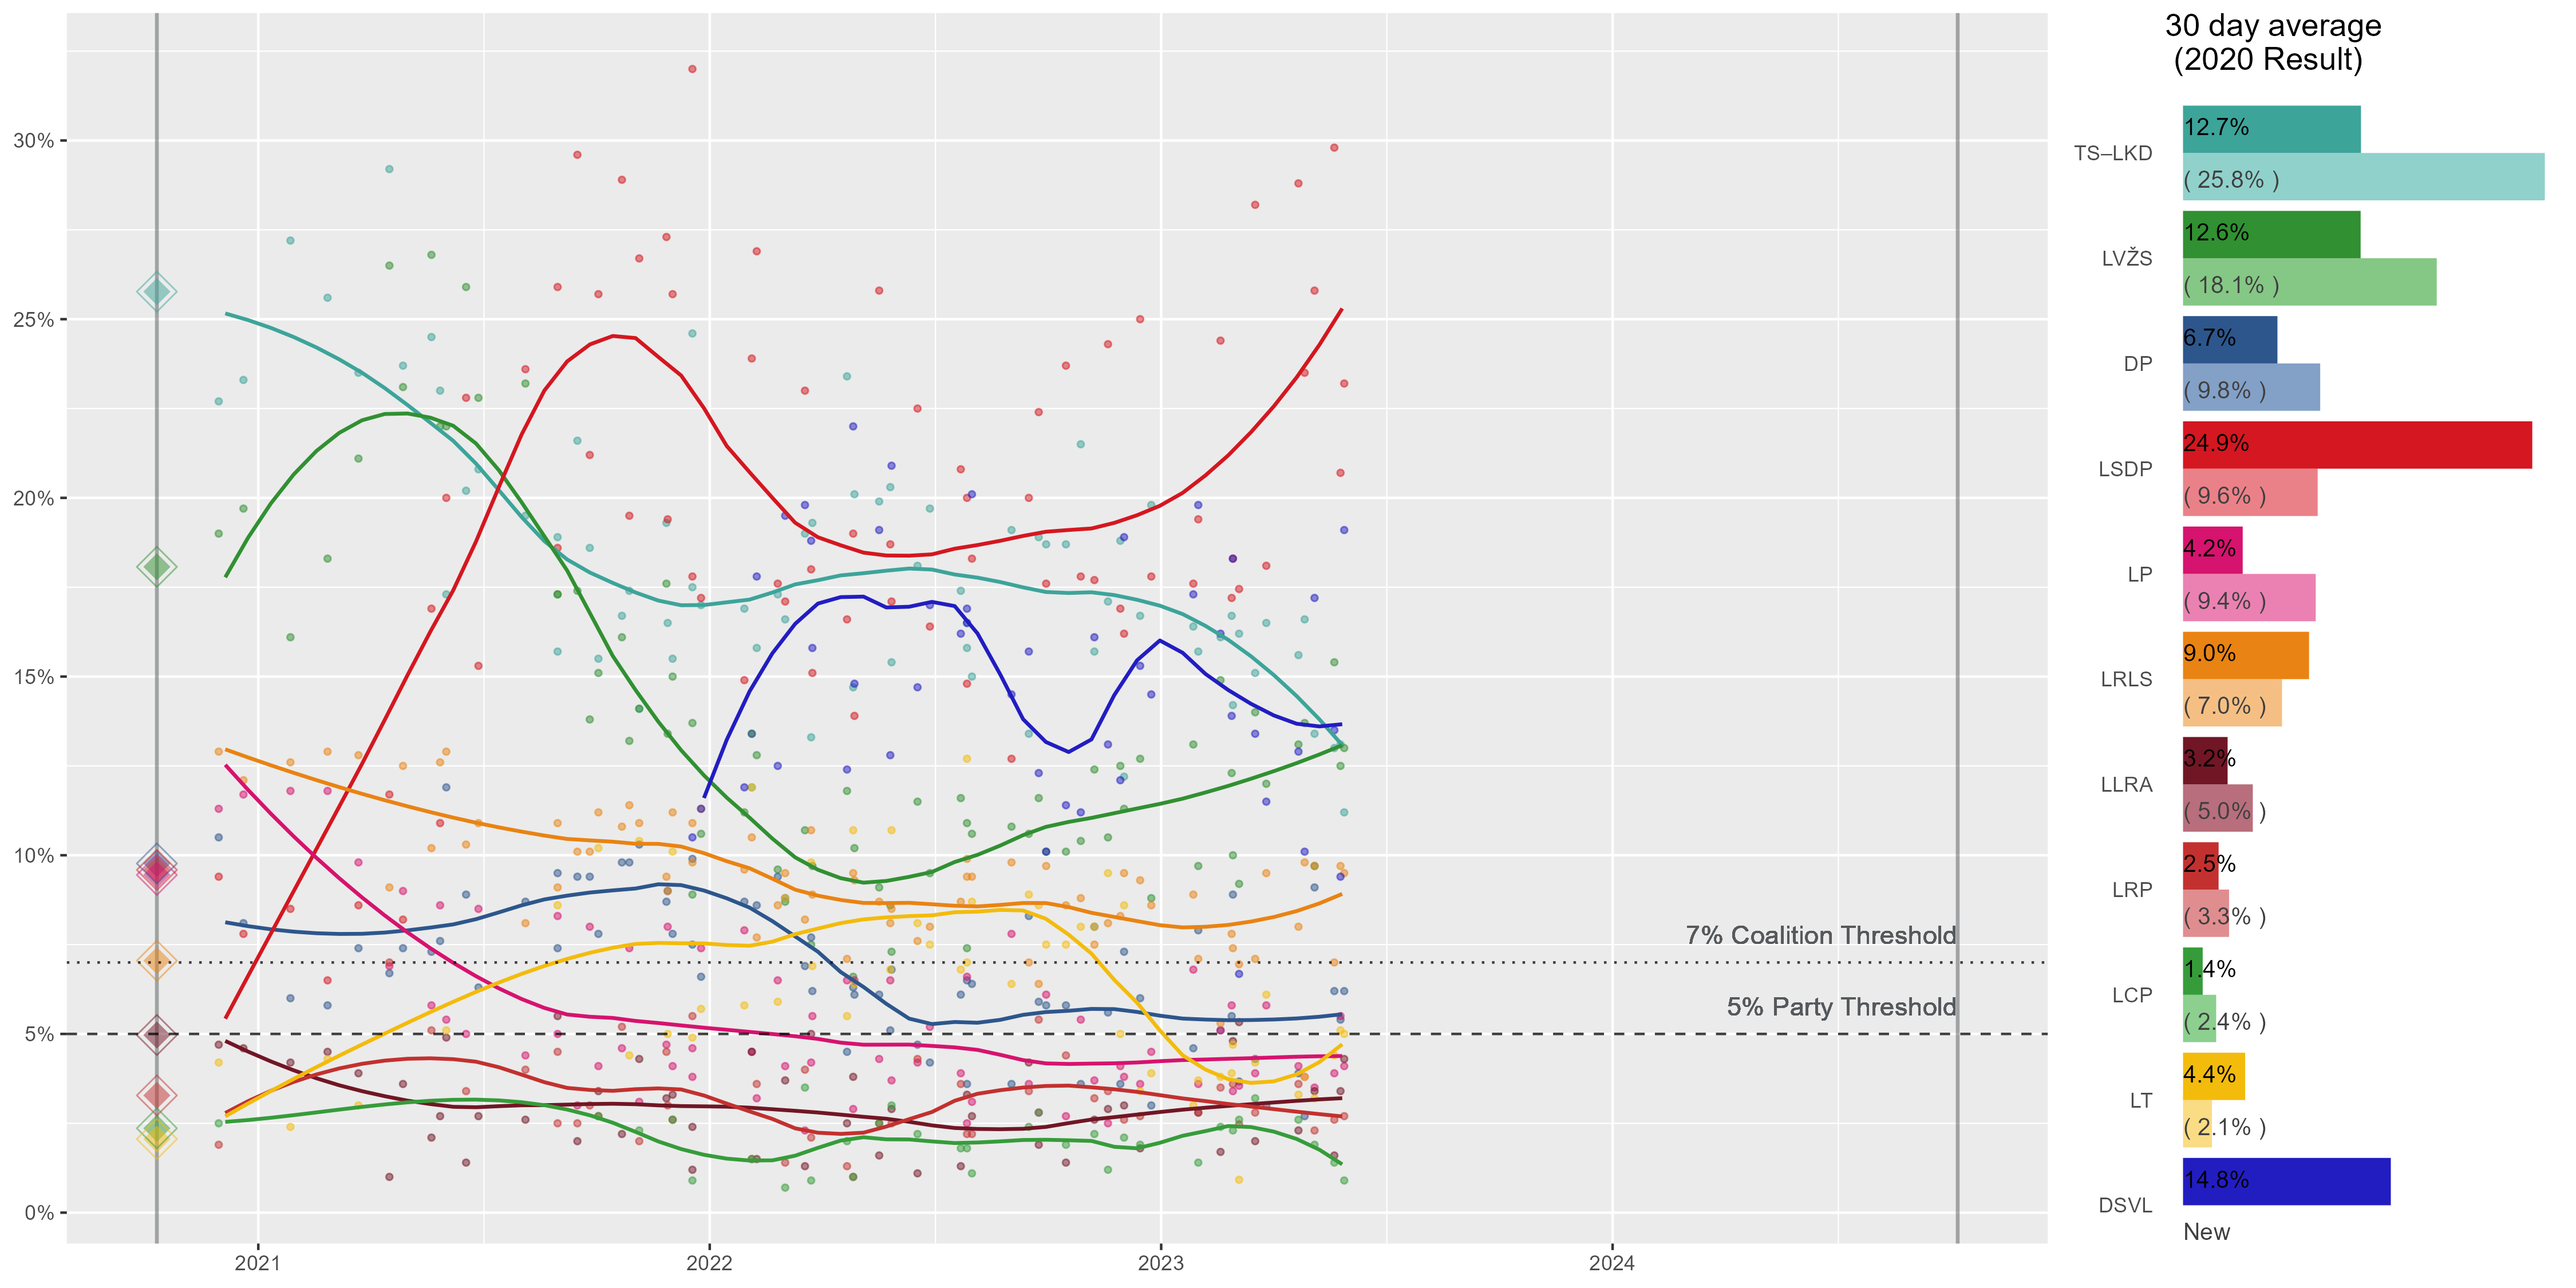 30%
25%
20%
15%
10%
5%
0%
2021
2022
2023
2024
7% Coalition Threshold
5% Party Threshold
30 day average
(2020 Result)
TS–LKD
12.7%
( 25.8% )
LVŽS
12.6%
( 18.1% )
DP
6.7%
( 9.8% )
LSDP
24.9%
( 9.6% )
LP
4.2%
( 9.4% )
LRLS
9.0%
( 7.0% )
LLRA
3.2%
( 5.0% )
LRP
2.5%
( 3.3% )
LCP
1.4%
( 2.4% )
LT
4.4%
( 2.1% )
DSVL
14.8%
New